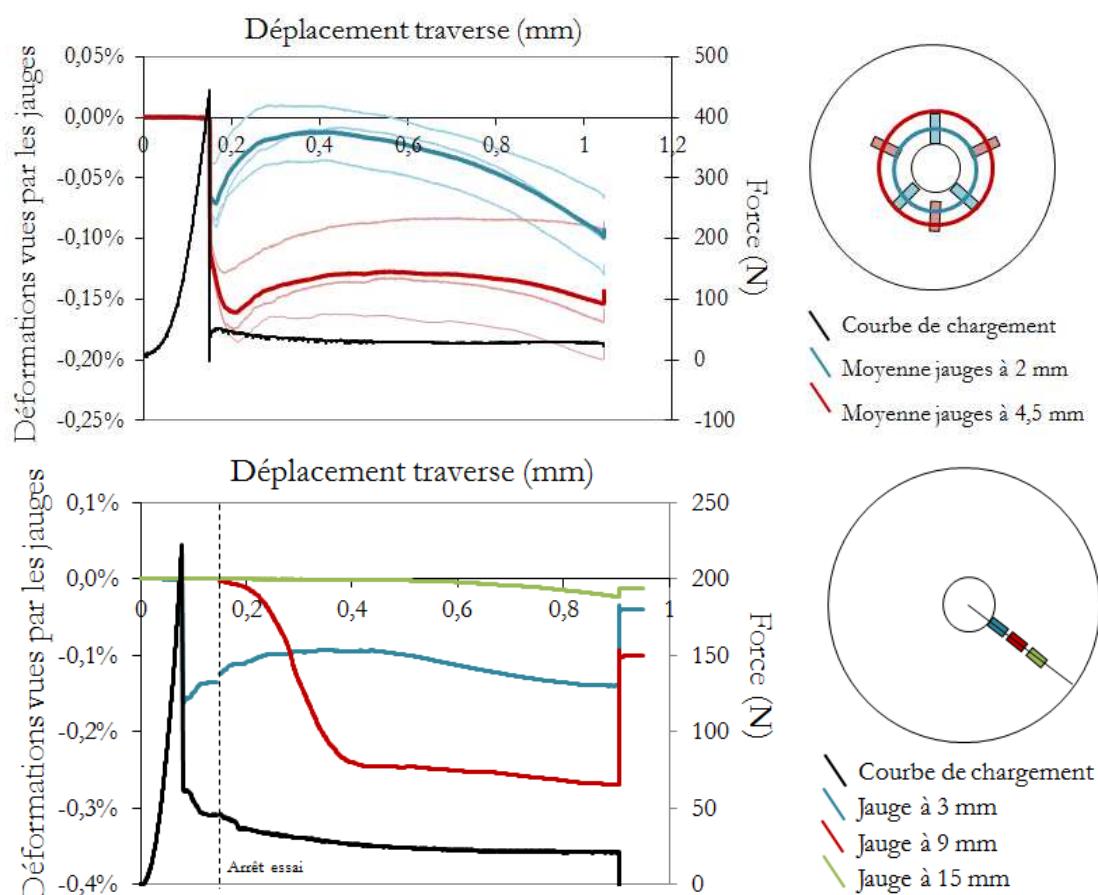 Déplacement traverse (mm)
Déformations vues par les jauges
0,05%
0,00%
-0,05%
-0,10%
-0,15%
-0,20%
-0,25%
0
0,2
0,4
0,6
0,8
1
1,2
500
400
300
200
100
0
-100
Force (N)
Courbe de chargement
Moyenne jauges à 2 mm
Moyenne jauges à 4,5 mm
Déplacement traverse (mm)
Déformations vues par les jauges
0,1%
0,0%
-0,1%
-0,2%
-0,3%
-0,4%
0
0,2
0,4
0,6
0,8
1
250
200
150
100
50
0
Force (N)
Arrêt essai
Courbe de chargement
Jauge à 3 mm
Jauge à 9 mm
Jauge à 15 mm